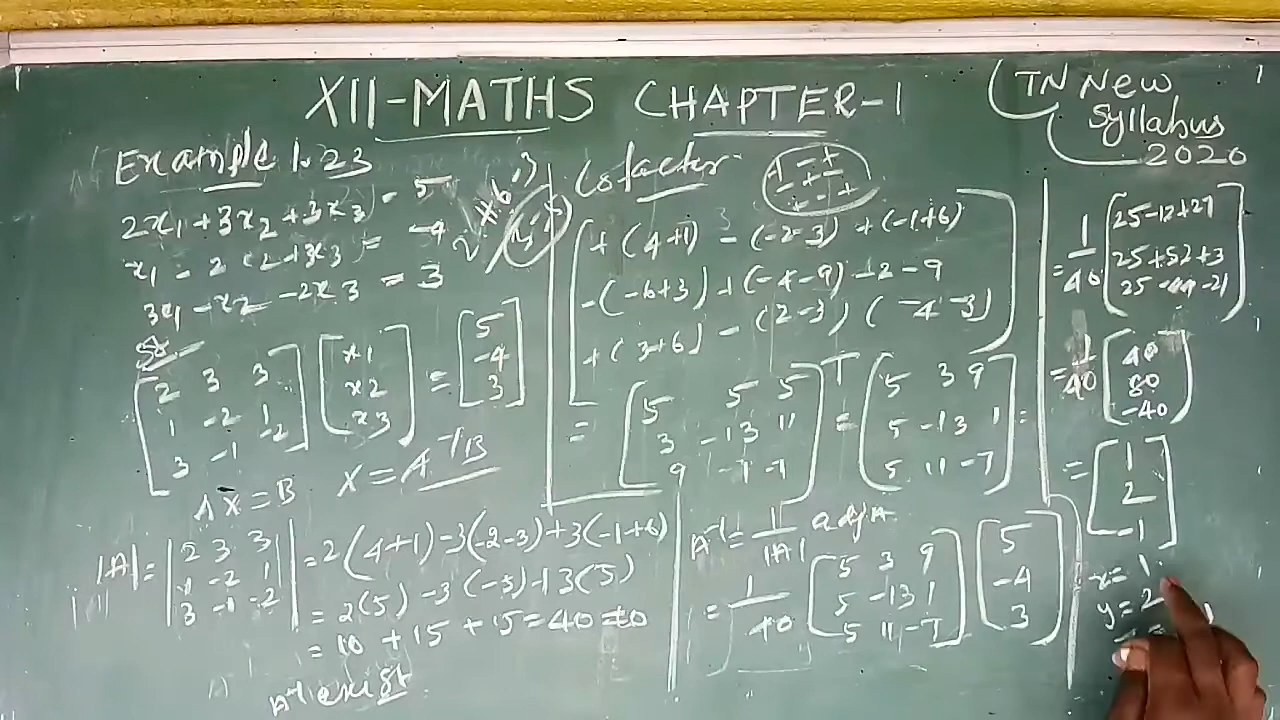 XII-MATHS CHAPTER-1
(TN New
Syllabus
2020
Example 1.23
2x1 + 3x2 + 3x3 = 5
x1 - 2x2 + x3 = -4
3x1 - x2 - 2x3 = 3
[2 3 3] [x1] = [5]
[1 -2 1] [x2] [-4]
[3 -1 -2] [x3] [3]
AX = B
X = A⁻¹B
|A| = |2 3 3| = 2(4+1) - 3(-2-3) + 3(-1+6)
|1 -2 1|
|3 -1 -2|
= 2(5) - 3(-5) + 3(5)
= 10 + 15 + 15 = 40 ≠ 0
A⁻¹ exist.
Cofactor
+ - +
- + -
+ - +
[+(4+1) -(-2-3) +(-1+6)
-(-6+3) +(-4-9) -2-9
+(3+6) -(2-3) (-4-3)]
= [5 5 5]ᵀ = [5 3 9] =
[3 -13 11] [5 -13 1]
[9 -7 -7] [5 11 -7]
A⁻¹ = 1/|A| adjA
= 1/40 [5 3 9] [5]
[5 -13 1] [-4]
[5 11 -7] [3]
= 1/40 [25-12+27]
[25+52+3]
[25-44-21]
= 1/40 [40]
[80]
[-40]
= [1]
[2]
[-1]
x = 1
y = 2